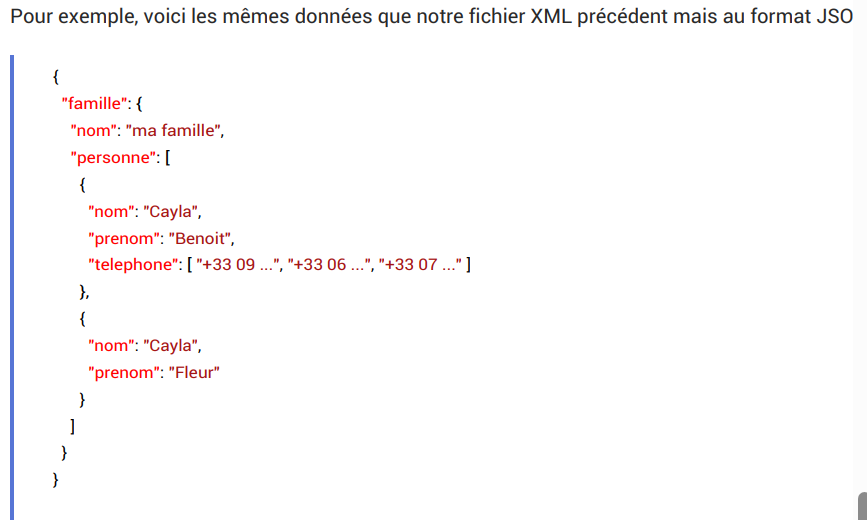 Pour exemple, voici les mêmes données que notre fichier XML précédent mais au format JSO
{
"famille": {
"nom": "ma famille",
"personne": [
{
"nom": "Cayla",
"prenom": "Benoit",
"telephone": [ "+33 09 ...", "+33 06 ...", "+33 07 ..." ]
},
{
"nom": "Cayla",
"prenom": "Fleur"
}
]
}
}